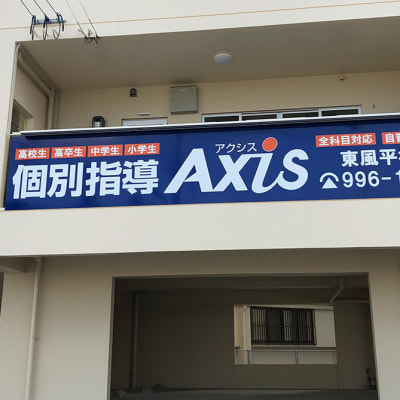 高校生 高卒生 中学生 小学生
個別指導
アクシス
Axis
全科目対応
東風平
☎996-